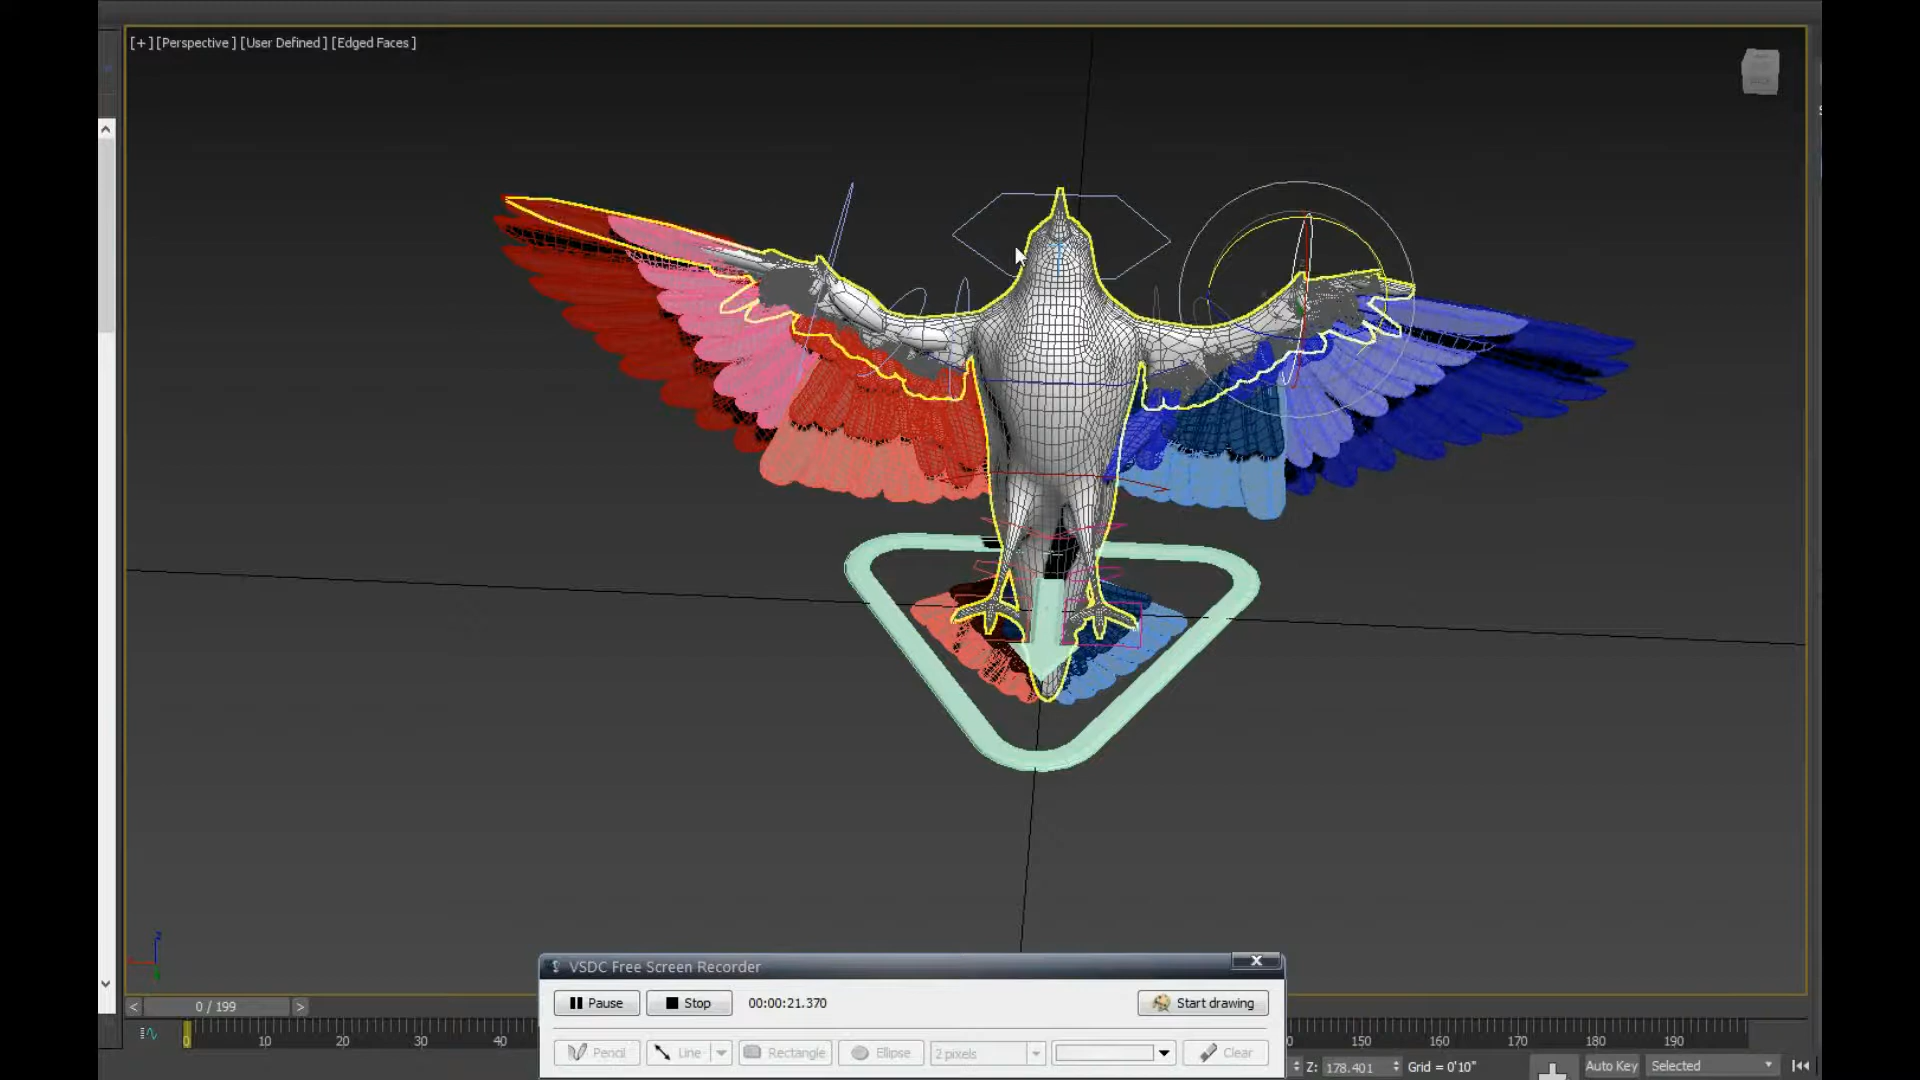 [+] [Perspective ] [User Defined ] [Edged Faces ]
VSDC Free Screen Recorder
Pause
Stop
00:00:21.370
Start drawing
Pencil
Line
Rectangle
Ellipse
2 pixels
Clear
< 0 / 199 >
0 10 20 30 40
150 160 170 180 190
Z: 178.401 Grid = 0'10" Auto Key Selected